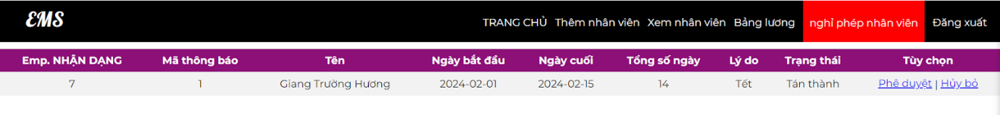 EMS
TRANG CHỦ Thêm nhân viên Xem nhân viên Bảng lương nghỉ phép nhân viên Đăng xuất
Emp. NHẬN DẠNG Mã thông báo Tên Ngày bắt đầu Ngày cuối Tổng số ngày Lý do Trạng thái Tùy chọn
7 1 Giang Trường Hương 2024-02-01 2024-02-15 14 Tết Tán thành Phê duyệt | Hủy bỏ